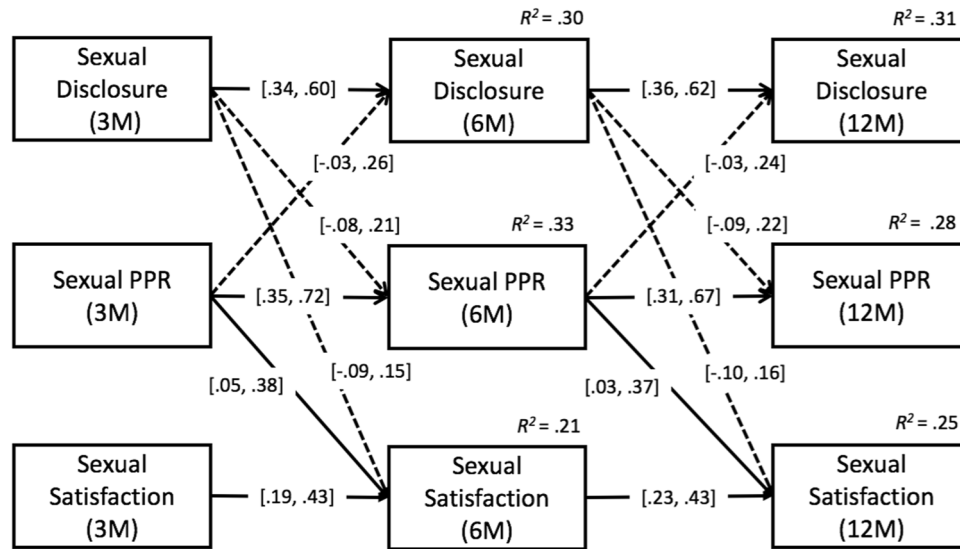 R² = .30
R² = .31
Sexual
Disclosure
(3M)
[.34, .60]
Sexual
Disclosure
(6M)
[.36, .62]
Sexual
Disclosure
(12M)
[-.03, .26]
[-.03, .24]
[-.08, .21]
R² = .33
[-.09, .22]
R² = .28
Sexual PPR
(3M)
[.35, .72]
Sexual PPR
(6M)
[.31, .67]
Sexual PPR
(12M)
[.05, .38]
[-.09, .15]
[.03, .37]
[-.10, .16]
R² = .21
R² = .25
Sexual
Satisfaction
(3M)
[.19, .43]
Sexual
Satisfaction
(6M)
[.23, .43]
Sexual
Satisfaction
(12M)